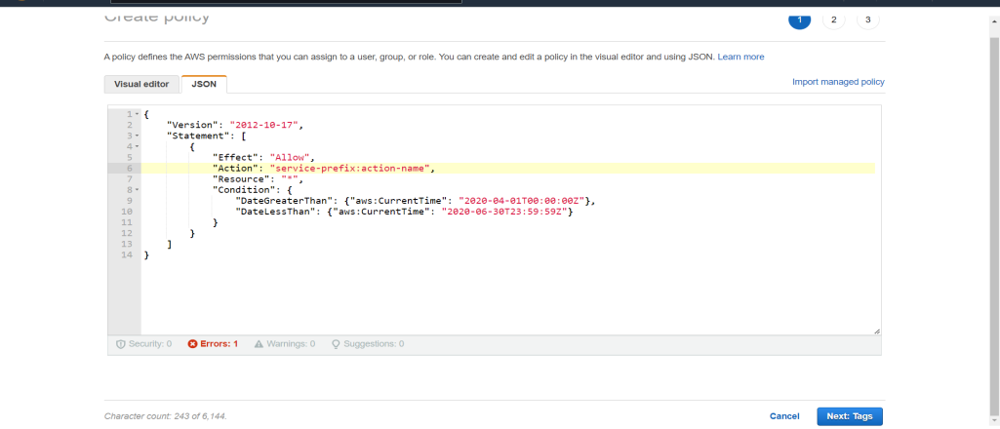 Create policy
1 2 3
A policy defines the AWS permissions that you can assign to a user, group, or role. You can create and edit a policy in the visual editor and using JSON. Learn more
Visual editor JSON Import managed policy
1 {
2 "Version": "2012-10-17",
3 "Statement": [
4 {
5 "Effect": "Allow",
6 "Action": "service-prefix:action-name",
7 "Resource": "*",
8 "Condition": {
9 "DateGreaterThan": {"aws:CurrentTime": "2020-04-01T00:00:00Z"},
10 "DateLessThan": {"aws:CurrentTime": "2020-06-30T23:59:59Z"}
11 }
12 }
13 ]
14 }
Security: 0 Errors: 1 Warnings: 0 Suggestions: 0
Character count: 243 of 6,144.
Cancel Next: Tags